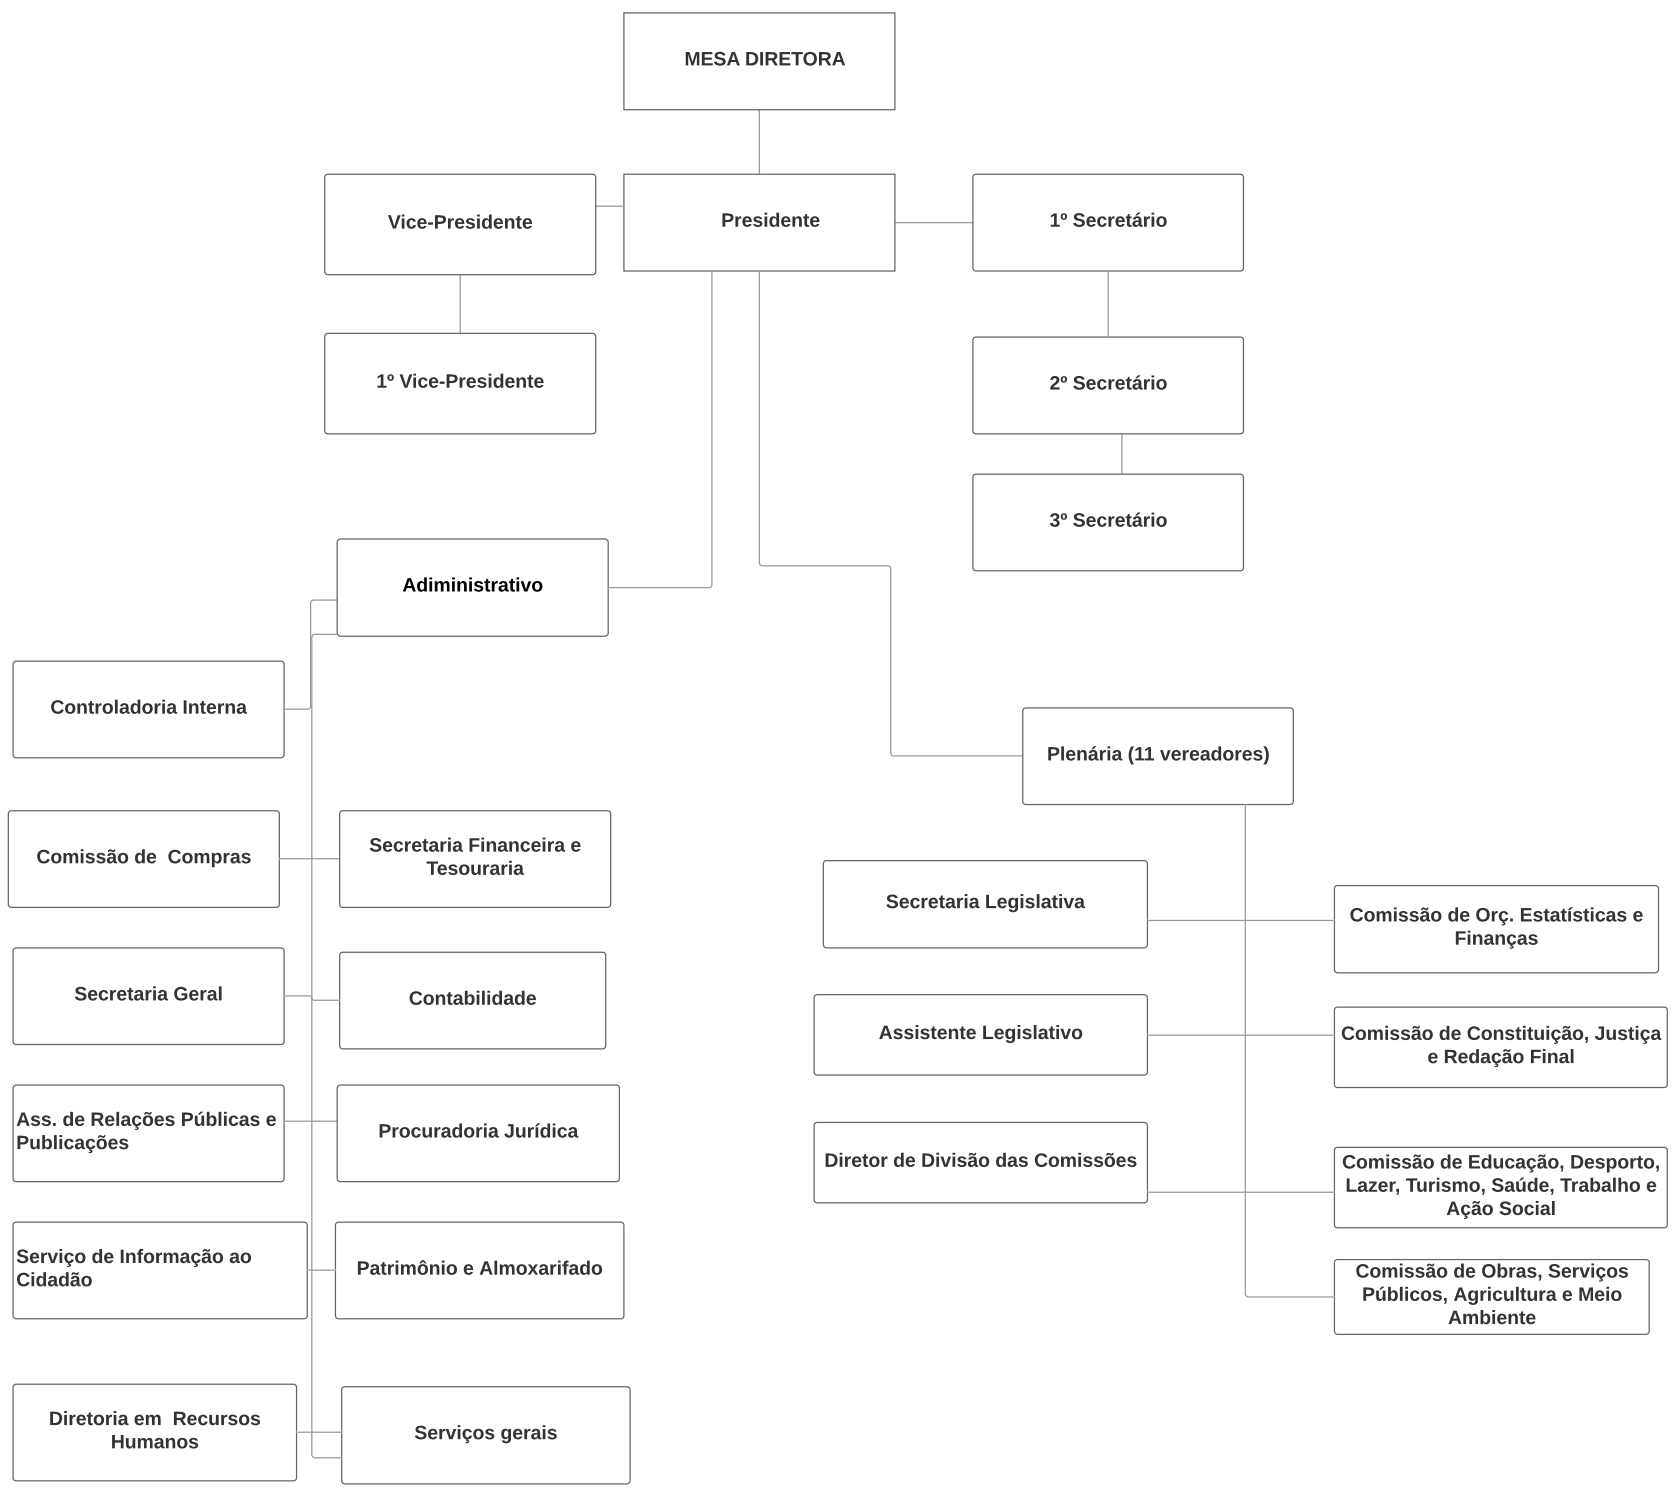 MESA DIRETORA
Vice-Presidente
Presidente
1º Secretário
1º Vice-Presidente
2º Secretário
3º Secretário
Adiministrativo
Controladoria Interna
Plenária (11 vereadores)
Comissão de  Compras
Secretaria Financeira e
Tesouraria
Secretaria Legislativa
Comissão de Orç. Estatísticas e
Finanças
Secretaria Geral
Contabilidade
Assistente Legislativo
Comissão de Constituição, Justiça
e Redação Final
Ass. de Relações Públicas e
Publicações
Procuradoria Jurídica
Diretor de Divisão das Comissões
Comissão de Educação, Desporto,
Lazer, Turismo, Saúde, Trabalho e
Ação Social
Serviço de Informação ao
Cidadão
Patrimônio e Almoxarifado
Comissão de Obras, Serviços
Públicos, Agricultura e Meio
Ambiente
Diretoria em  Recursos
Humanos
Serviços gerais